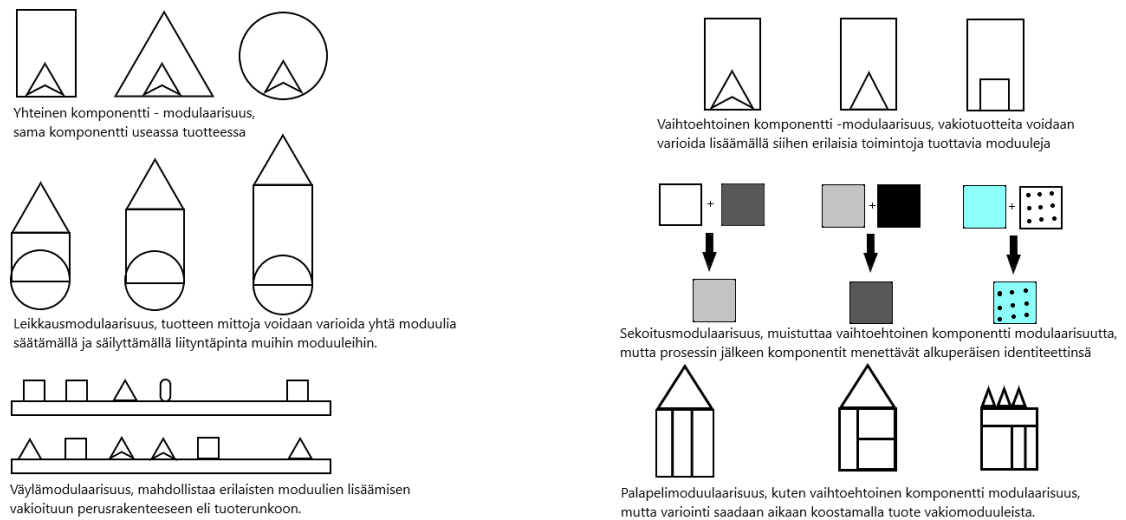 Yhteinen komponentti - modulaarisuus,
sama komponentti useassa tuotteessa
Leikkausmodulaarisuus, tuotteen mittoja voidaan varioida yhtä moduulia
säätämällä ja säilyttämällä liityntäpinta muihin moduuleihin.
Väylämodulaarisuus, mahdollistaa erilaisten moduulien lisäämisen
vakioituun perusrakenteeseen eli tuoterunkoon.
Vaihtoehtoinen komponentti -modulaarisuus, vakiotuotteita voidaan
varioida lisäämällä siihen erilaisia toimintoja tuottavia moduuleja
+
+
+
Sekoitusmodulaarisuus, muistuttaa vaihtoehtoinen komponentti modulaarisuutta,
mutta prosessin jälkeen komponentit menettävät alkuperäisen identiteettinsä
Palapelimoduulaarisuus, kuten vaihtoehtoinen komponentti modulaarisuus,
mutta variointi saadaan aikaan koostamalla tuote vakiomoduuleista.